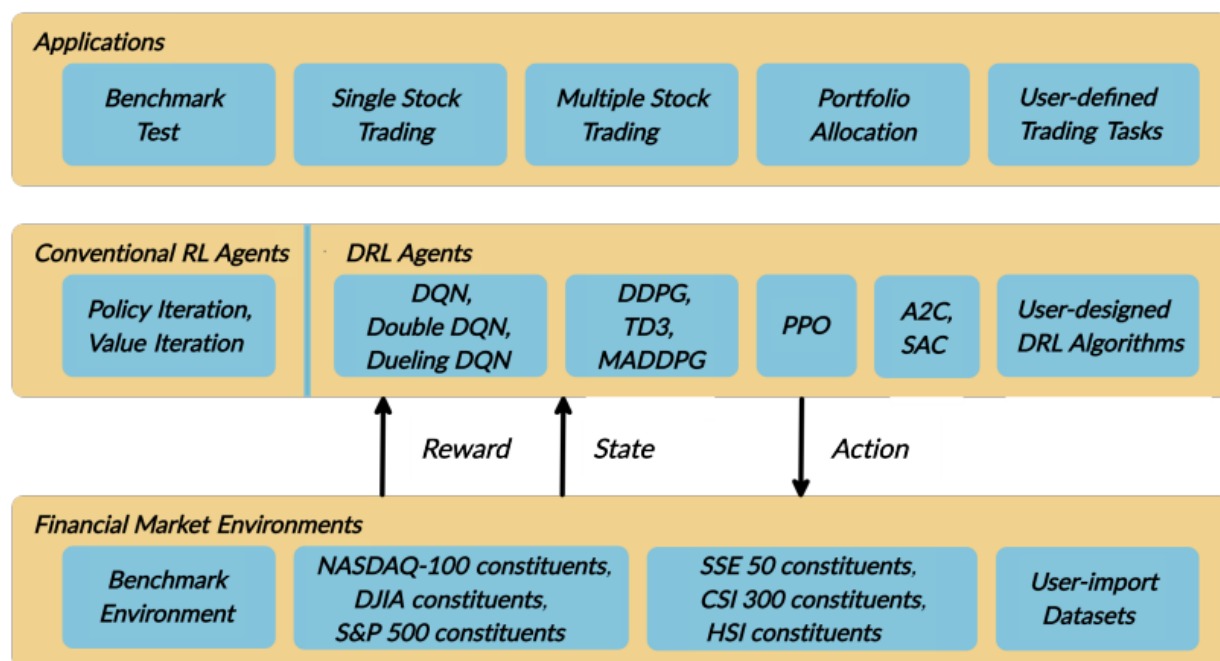 Applications
Benchmark
Test
Single Stock
Trading
Multiple Stock
Trading
Portfolio
Allocation
User-defined
Trading Tasks
Conventional RL Agents
Policy Iteration,
Value Iteration
DRL Agents
DQN,
Double DQN,
Dueling DQN
DDPG,
TD3,
MADDPG
PPO
A2C,
SAC
User-designed
DRL Algorithms
Reward
State
Action
Financial Market Environments
Benchmark
Environment
NASDAQ-100 constituents,
DJIA constituents,
S&P 500 constituents
SSE 50 constituents,
CSI 300 constituents,
HSI constituents
User-import
Datasets